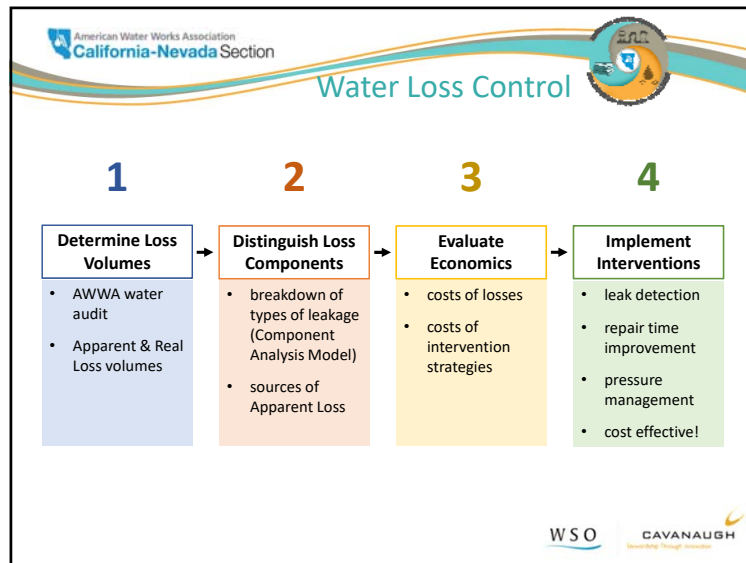 American Water Works Association
California-Nevada Section
Water Loss Control
1
2
3
4
Determine Loss
Volumes
• AWWA water
audit
• Apparent & Real
Loss volumes
Distinguish Loss
Components
• breakdown of
types of leakage
(Component
Analysis Model)
• sources of
Apparent Loss
Evaluate
Economics
• costs of losses
• costs of
intervention
strategies
Implement
Interventions
• leak detection
• repair time
improvement
• pressure
management
• cost effective!
WSO
CAVANAUGH
Stewardship Through Innovation